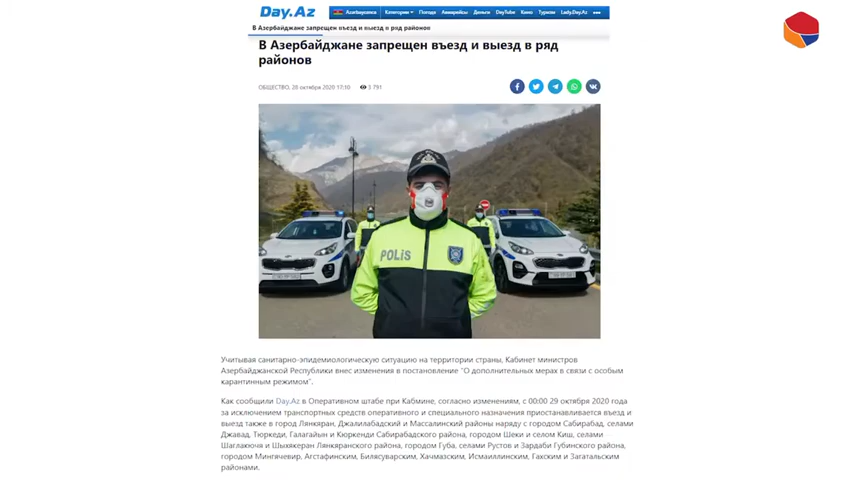 Day.Az
Azərbaycanca Категории Погода Авиарейсы Деньги DayTube Кино Туризм Lady.Day.Az
В Азербайджане запрещен въезд и выезд в ряд районов
В Азербайджане запрещен въезд и выезд в ряд
районов
ОБЩЕСТВО, 28 октября 2020 17:10 3 791
POLIS
Учитывая санитарно-эпидемиологическую ситуацию на территории страны, Кабинет министров
Азербайджанской Республики внес изменения в постановление "О дополнительных мерах в связи с особым
карантинным режимом".
Как сообщили Day.Az в Оперативном штабе при Кабмине, согласно изменениям, с 00:00 29 октября 2020 года
за исключением транспортных средств оперативного и специального назначения приостанавливается въезд и
выезд также в город Лянкяран, Джалилабадский и Массалинский районы наряду с городом Сабирабад, селами
Джавад, Тюркеди, Галагайын и Кюркенди Сабирабадского района, городом Шеки и селом Киш, селами
Шаглакючя и Шыхякеран Лянкяранского района, городом Губа, селами Рустов и Зардаби Губинского района,
городом Мингячевир, Агстафинским, Билясуварским, Хачмазским, Исмаиллинским, Гахским и Загатальским
районами.